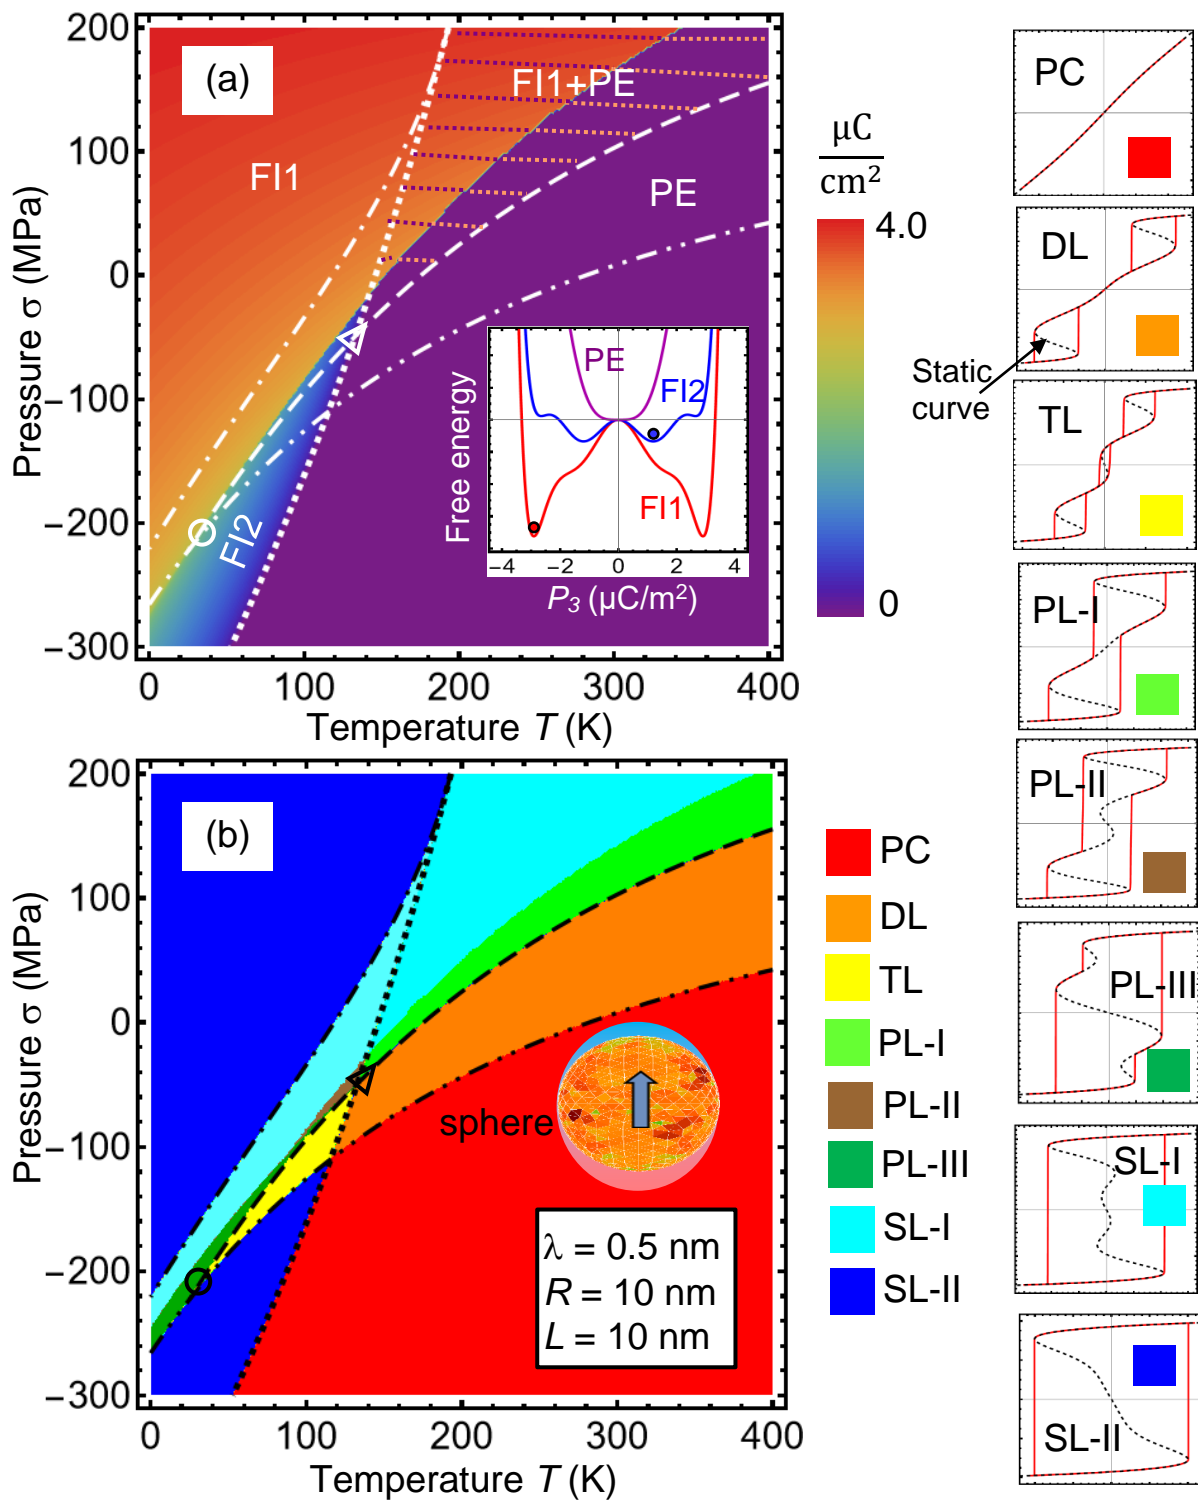 (a)
FI1
FI1+PE
PE
FI2
Pressure σ (MPa)
200
100
0
−100
−200
−300
0
100
200
300
400
Temperature T (K)
μC
cm²
4.0
0
Free energy
PE
FI2
FI1
−4
−2
0
2
4
P₃ (μC/m²)
(b)
Pressure σ (MPa)
200
100
0
−100
−200
−300
0
100
200
300
400
Temperature T (K)
sphere
λ = 0.5 nm
R = 10 nm
L = 10 nm
PC
DL
TL
PL-I
PL-II
PL-III
SL-I
SL-II
PC
DL
Static
curve
TL
PL-I
PL-II
PL-III
SL-I
SL-II